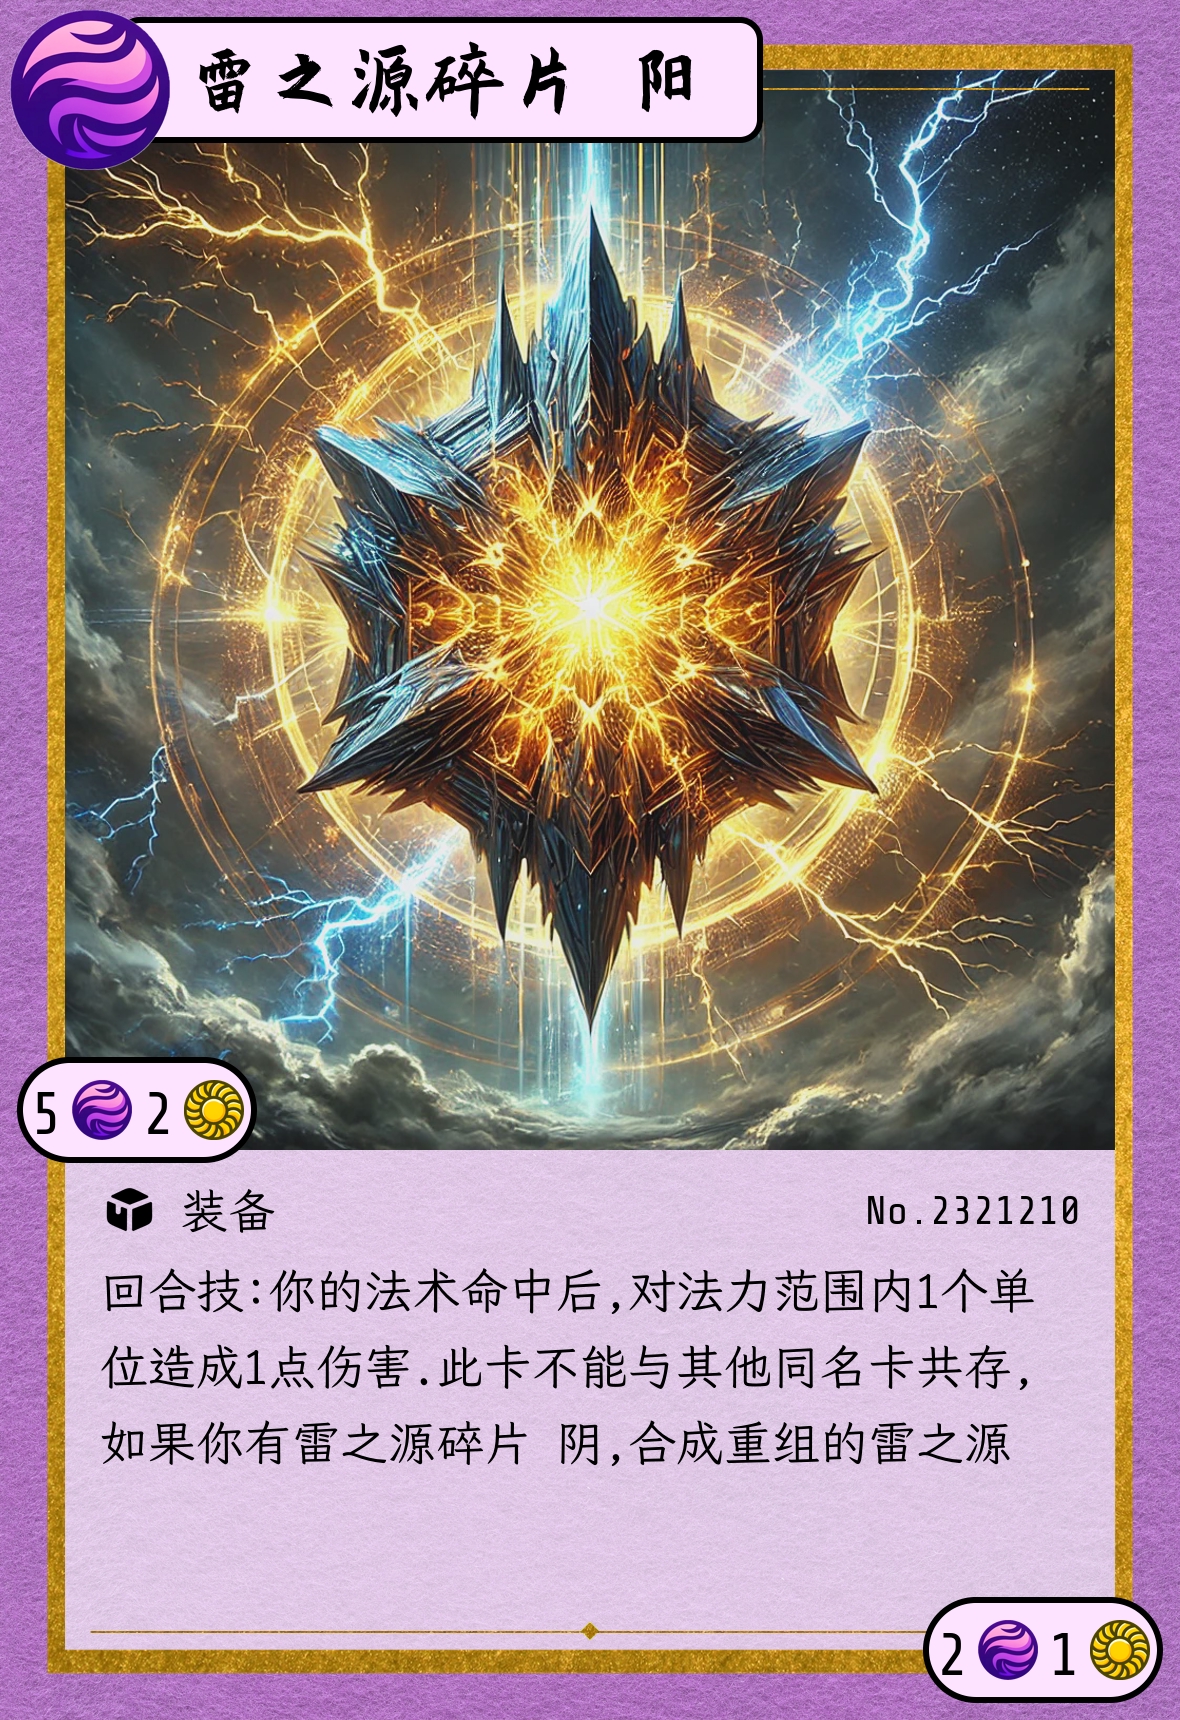 雷之源碎片 阳
5 2
装备 No.2321210
回合技:你的法术命中后,对法力范围内1个单
位造成1点伤害.此卡不能与其他同名卡共存,
如果你有雷之源碎片 阴,合成重组的雷之源
2 1